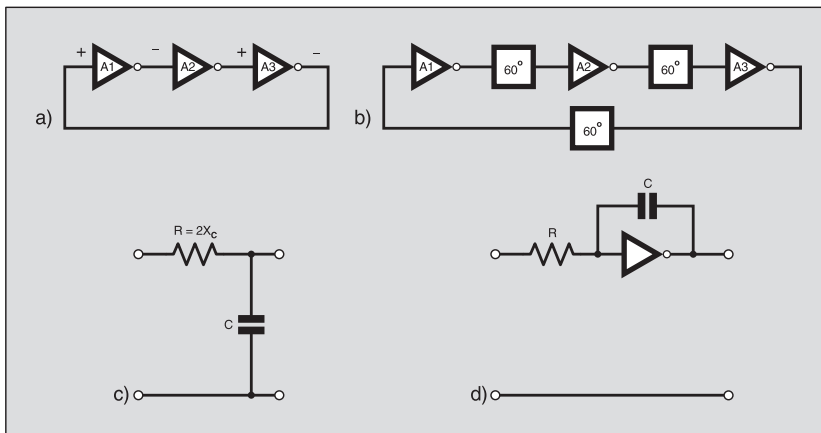 + A1 − A2 + A3 −
a)
A1 60° A2 60° A3
b) 60°
R = 2Xc
C
c)
C
R
d)